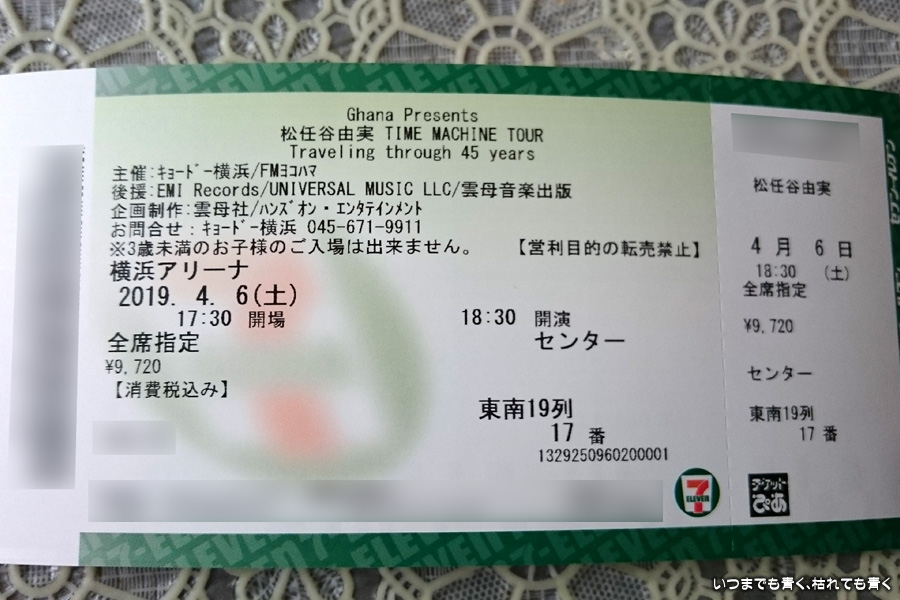 Ghana Presents
松任谷由実 TIME MACHINE TOUR
Traveling through 45 years
主催:ｷｮｰﾄﾞｰ横浜/FMﾖｺﾊﾏ
後援:EMI Records/UNIVERSAL MUSIC LLC/雲母音楽出版
企画制作:雲母社/ﾊﾝｽﾞｵﾝ・ｴﾝﾀﾃｲﾝﾒﾝﾄ
お問合せ:ｷｮｰﾄﾞｰ横浜 045-671-9911
※3歳未満のお子様のご入場は出来ません。 【営利目的の転売禁止】
横浜アリーナ
2019. 4. 6(土)
17:30 開場 18:30 開演
全席指定 センター
¥9,720
【消費税込み】
東南19列
17 番
1329250960200001
7 ELEVEN
松任谷由実
4月 6日
18:30 (土)
全席指定
¥9,720
センター
東南19列
17 番
チケットぴあ
いつまでも青く、枯れても青く